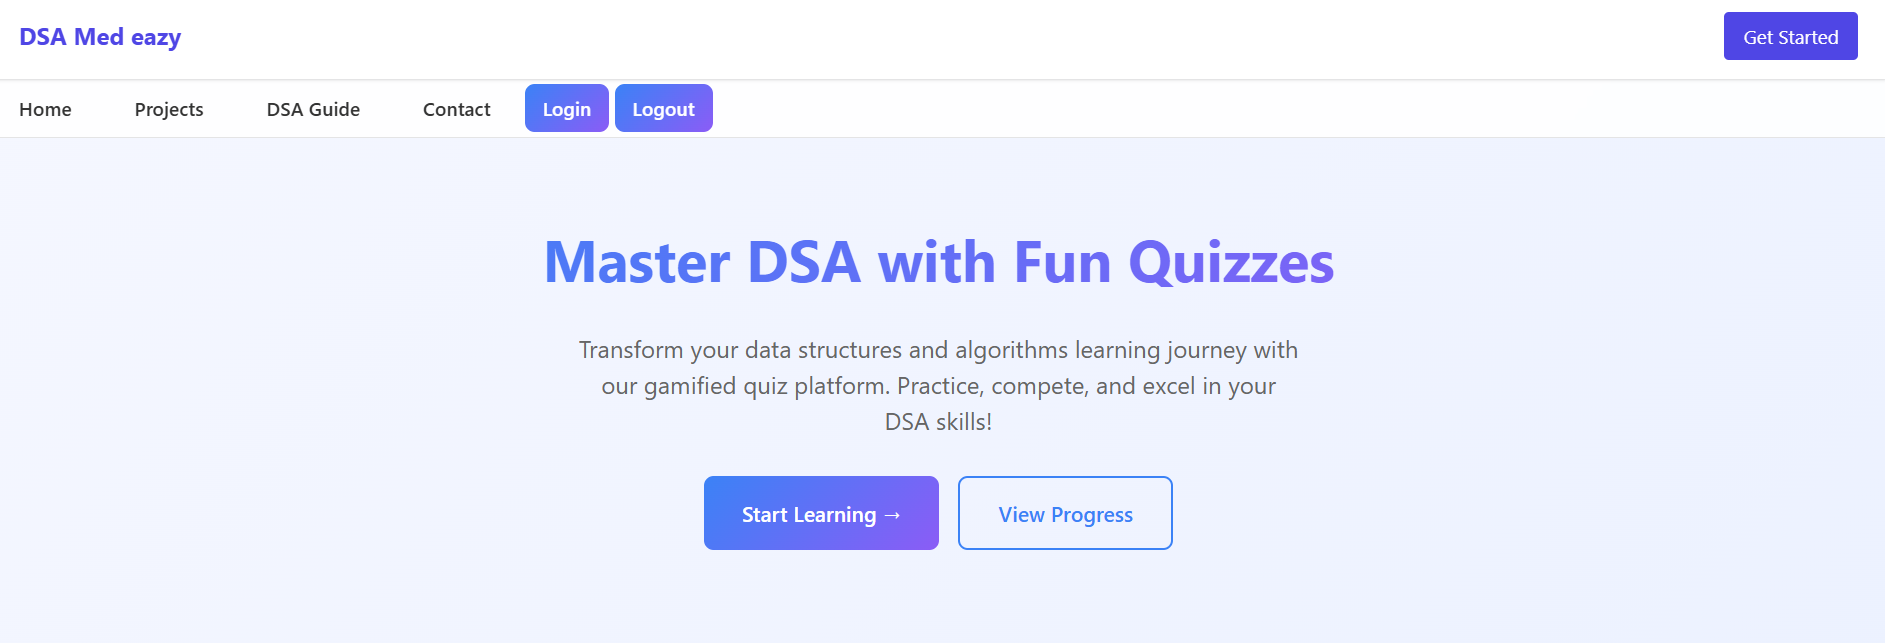 DSA Med eazy
Get Started
Home Projects DSA Guide Contact Login Logout
Master DSA with Fun Quizzes
Transform your data structures and algorithms learning journey with
our gamified quiz platform. Practice, compete, and excel in your
DSA skills!
Start Learning → View Progress